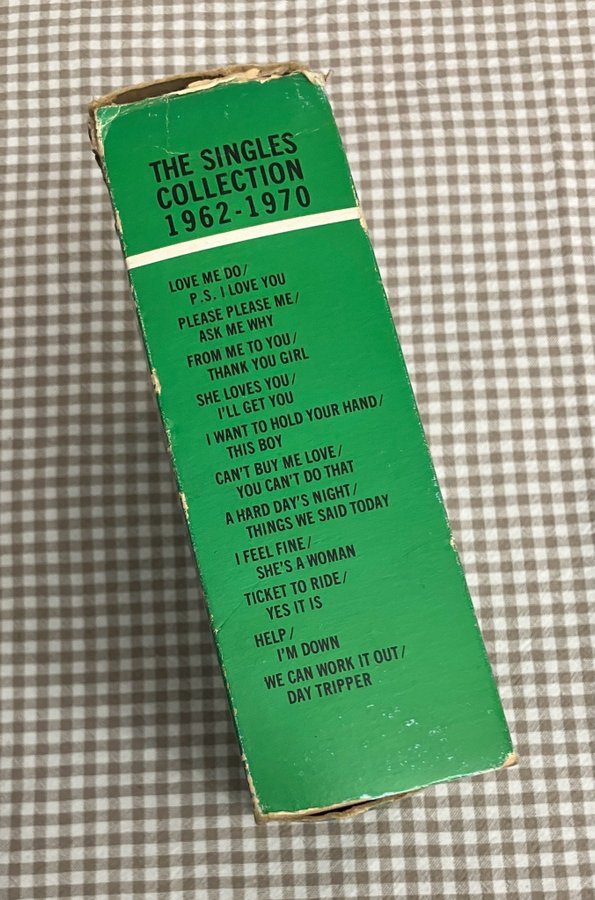 THE SINGLES
COLLECTION
1962-1970
LOVE ME DO/
P.S. I LOVE YOU
PLEASE PLEASE ME/
ASK ME WHY
FROM ME TO YOU/
THANK YOU GIRL
SHE LOVES YOU/
I'LL GET YOU
I WANT TO HOLD YOUR HAND/
THIS BOY
CAN'T BUY ME LOVE/
YOU CAN'T DO THAT
A HARD DAY'S NIGHT/
THINGS WE SAID TODAY
I FEEL FINE/
SHE'S A WOMAN
TICKET TO RIDE/
YES IT IS
HELP/
I'M DOWN
WE CAN WORK IT OUT/
DAY TRIPPER